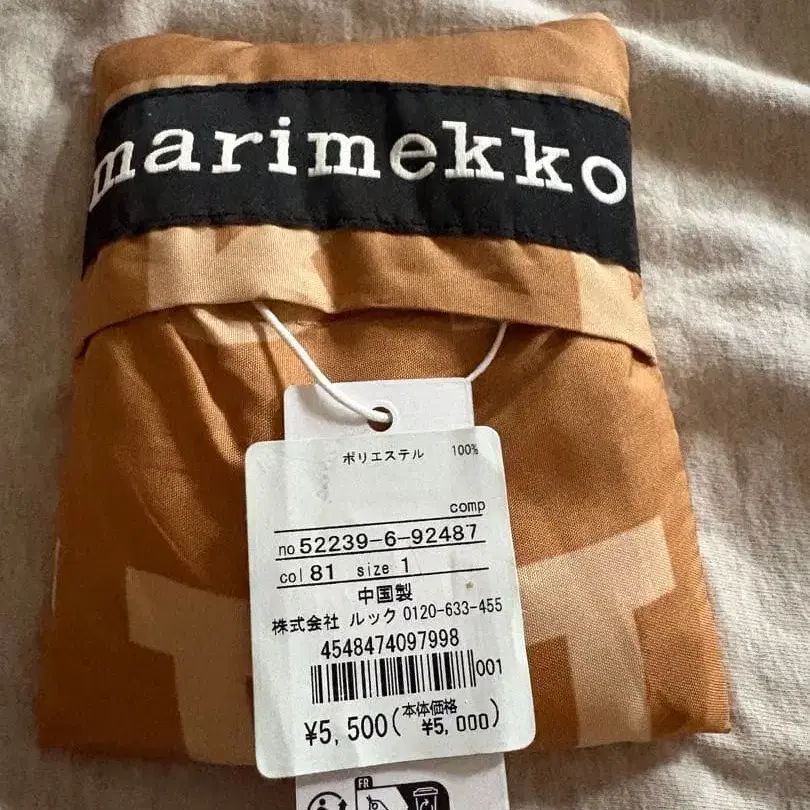 marimekko
ポリエステル 100%
comp
no 52239-6-92487
col 81 size 1
中国製
株式会社 ルック 0120-633-455
4548474097998
001
¥5,500(本体価格 ¥5,000)
FR